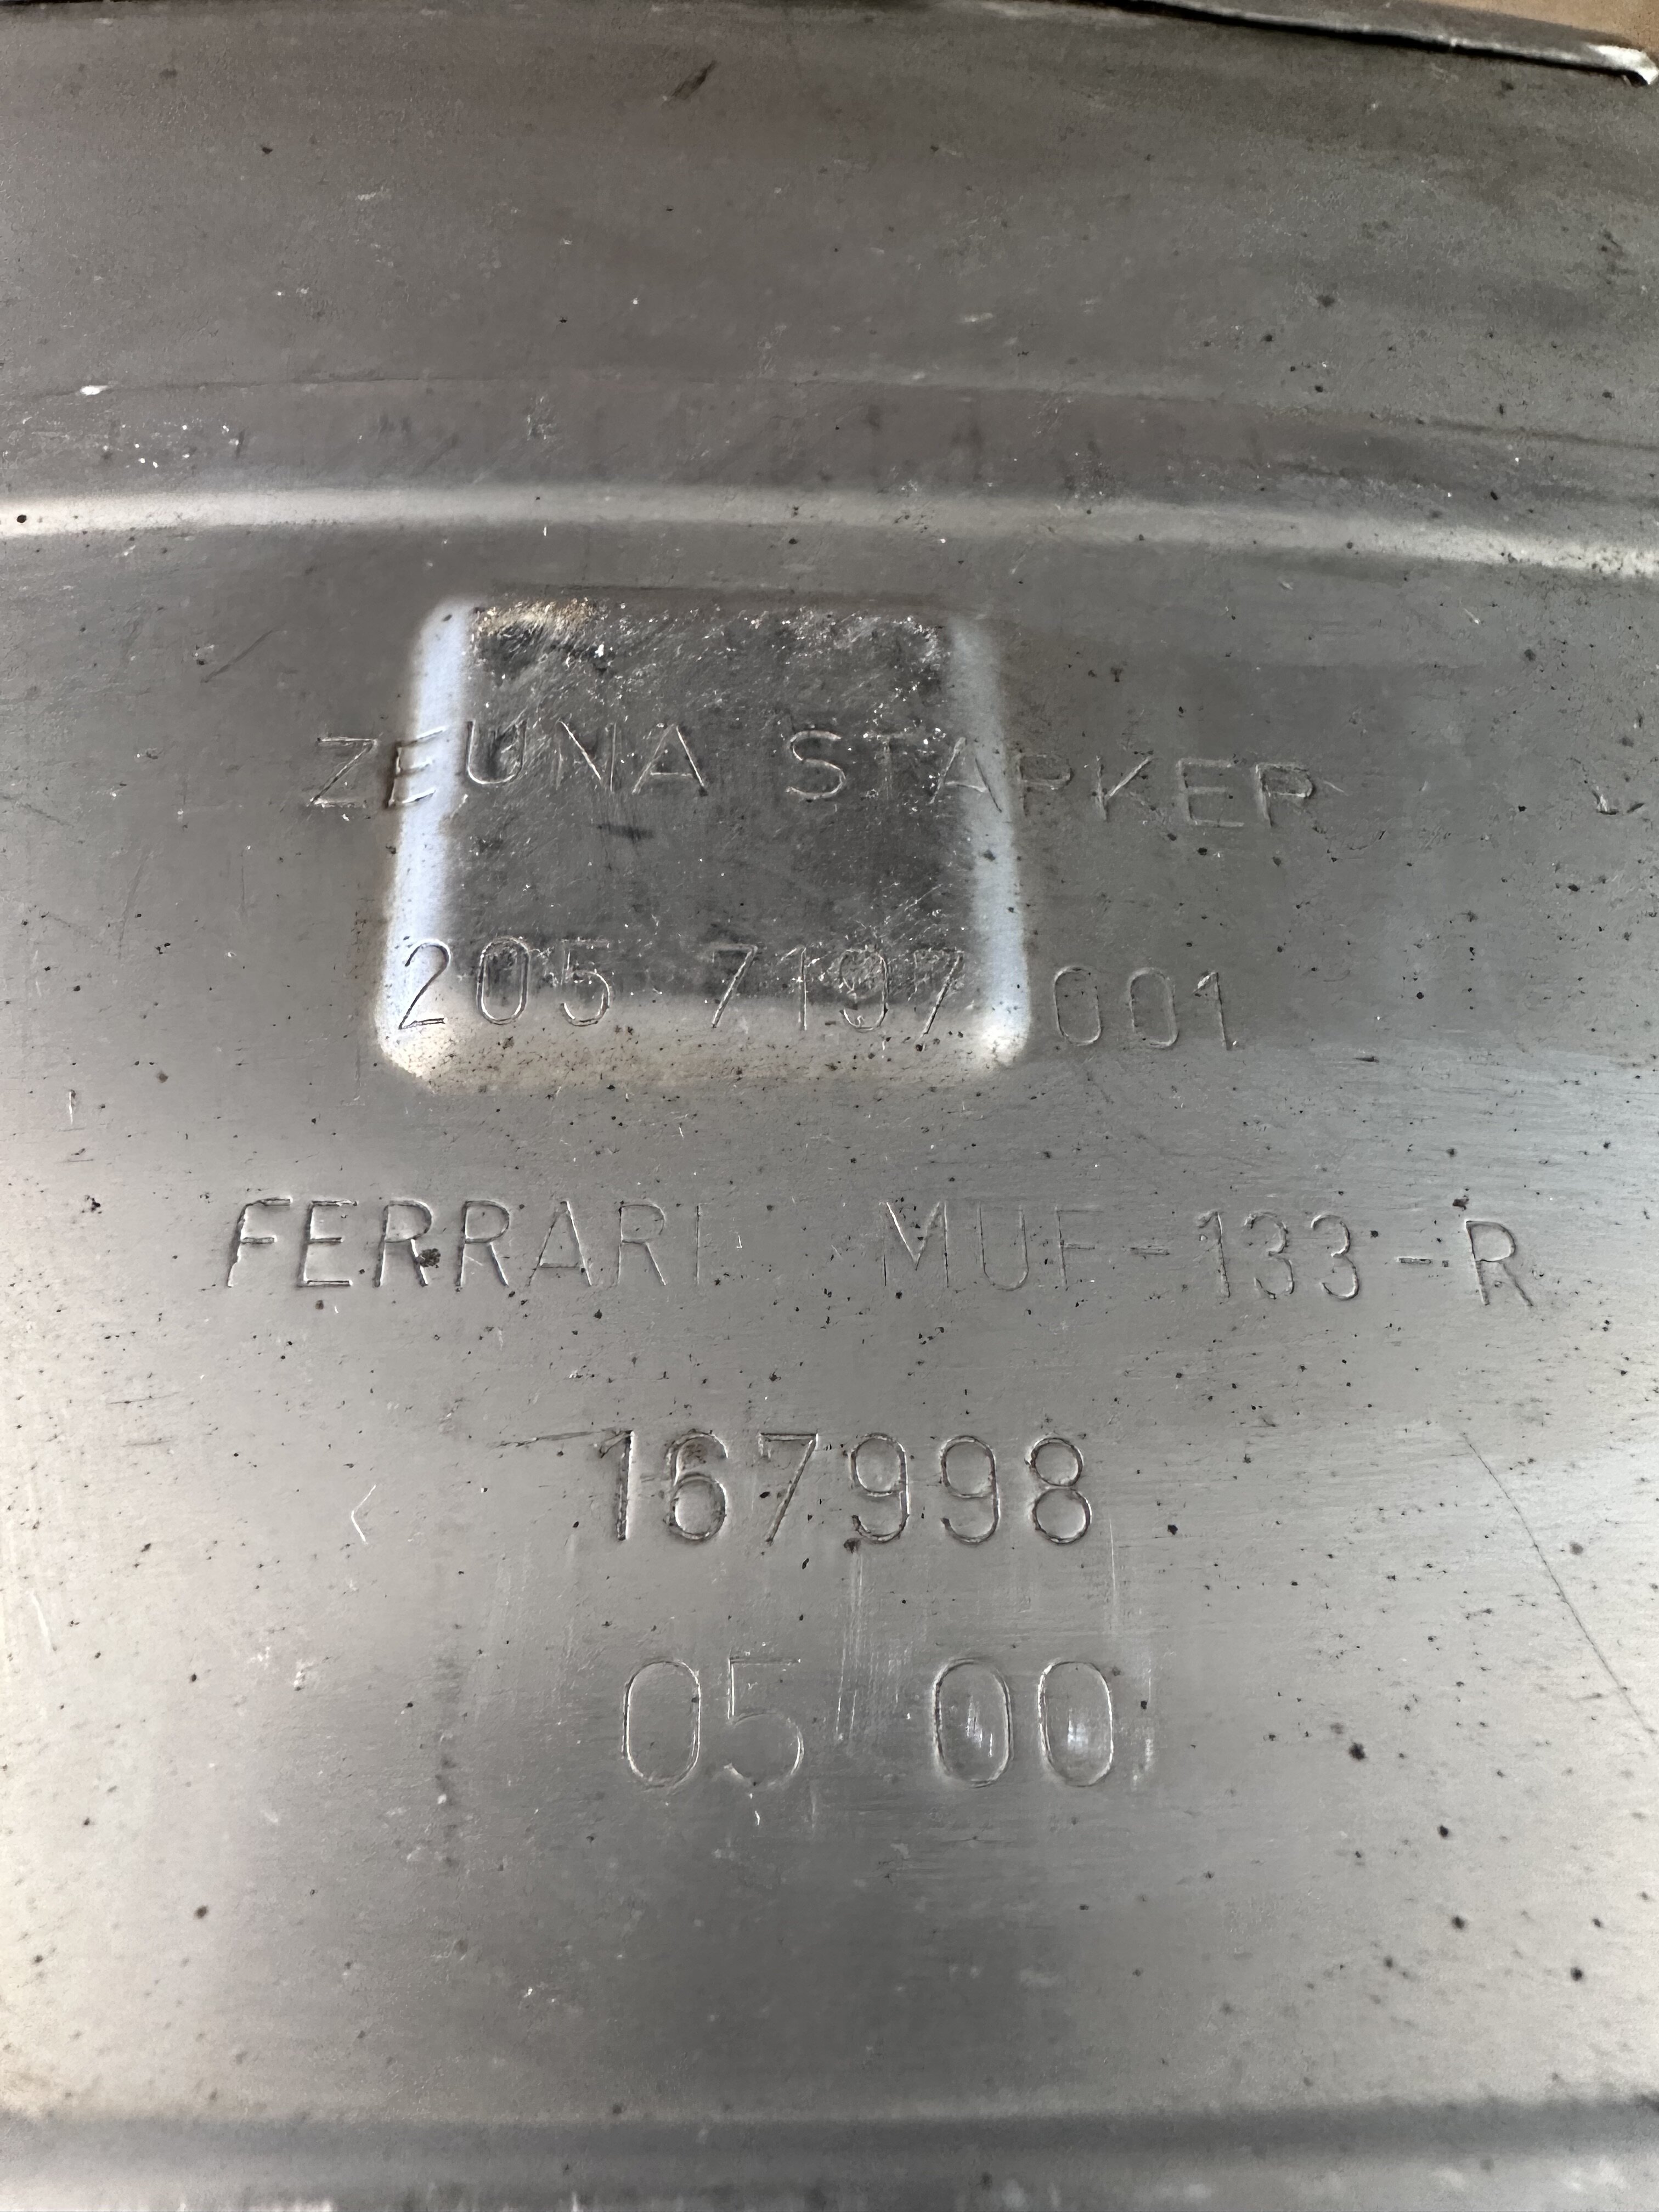 ZEUNA STARKER
205 7197 001
FERRARI MUF-133-R
167998
05 00